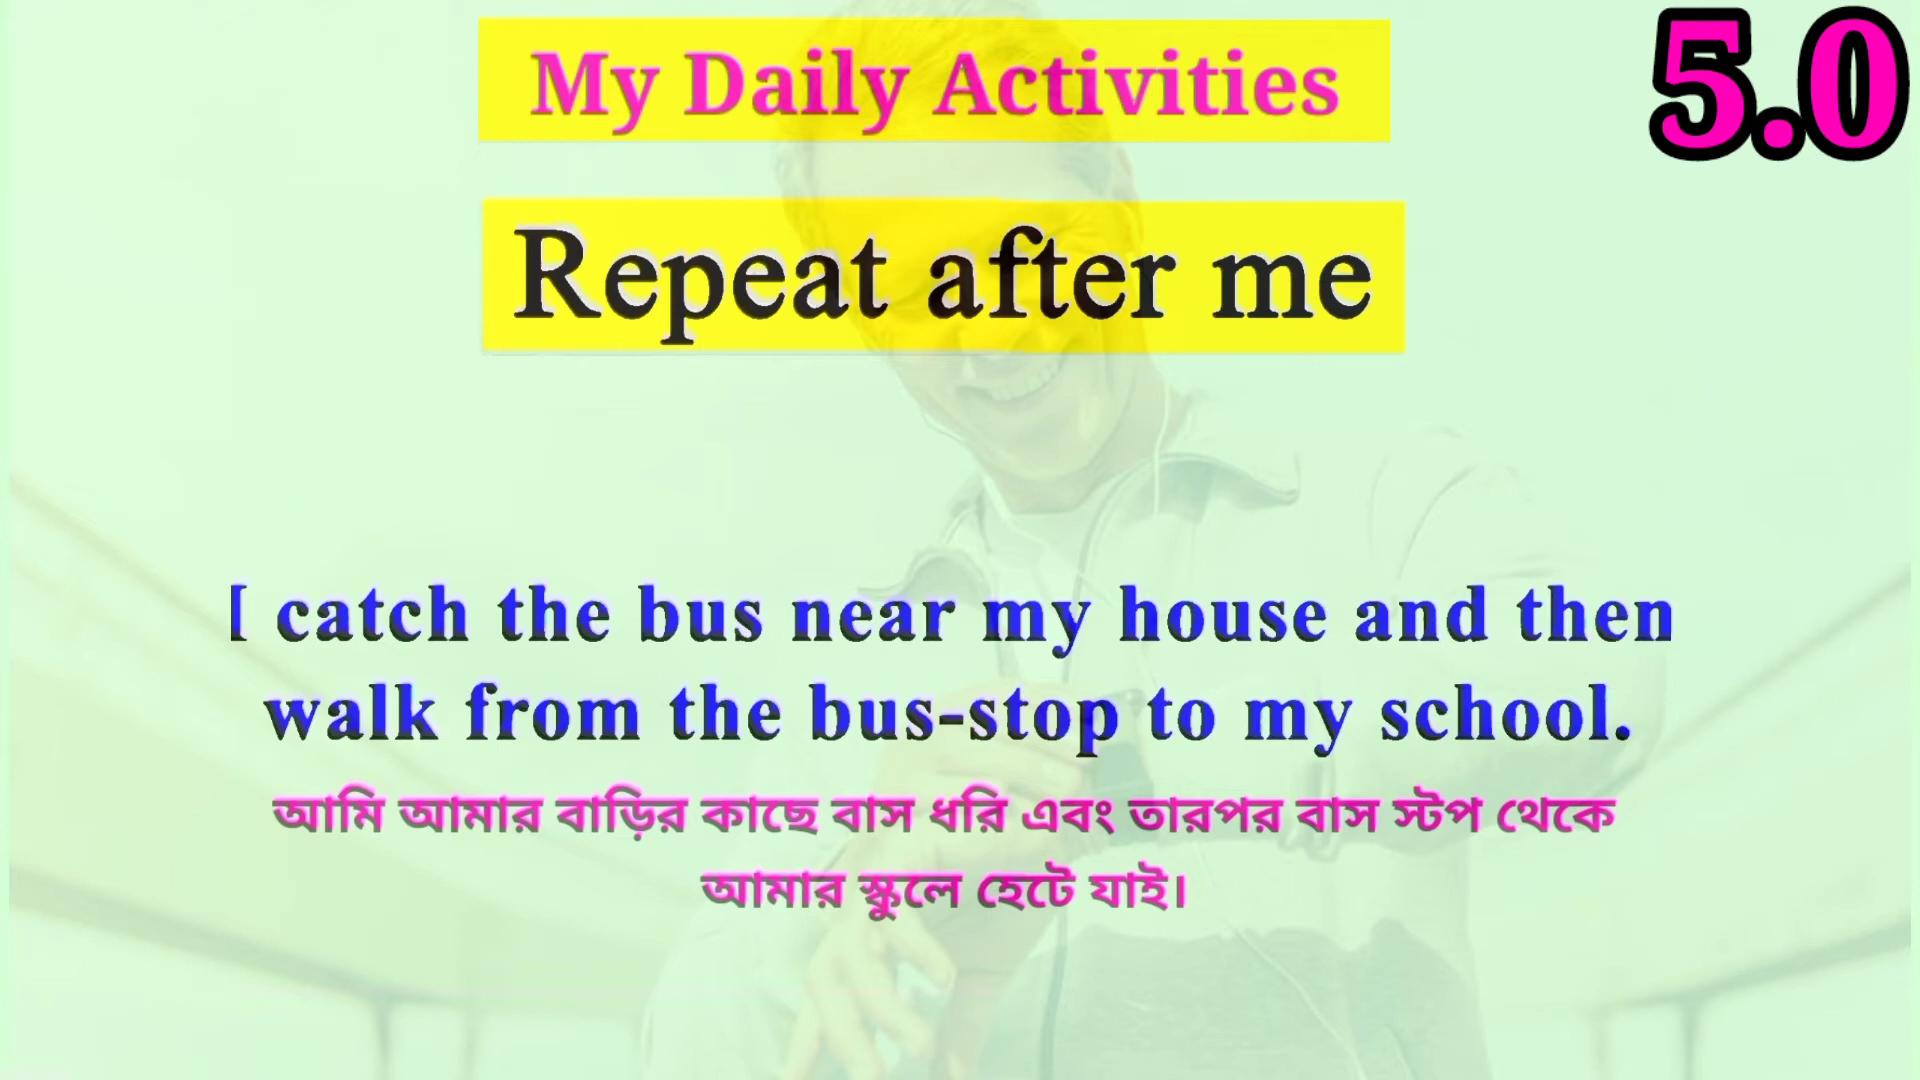 My Daily Activities
5.0
Repeat after me
I catch the bus near my house and then
walk from the bus-stop to my school.
আমি আমার বাড়ির কাছে বাস ধরি এবং তারপর বাস স্টপ থেকে
আমার স্কুলে হেটে যাই।